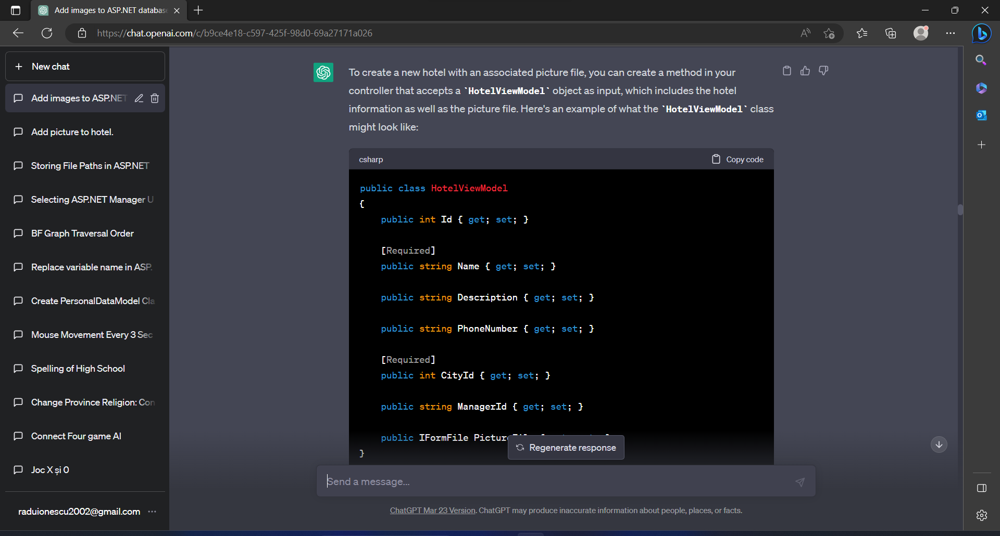 Add images to ASP.NET database
https://chat.openai.com/c/b9ce4e18-c597-425f-98d0-69a27171a026
New chat
Add images to ASP.NET
Add picture to hotel.
Storing File Paths in ASP.NET
Selecting ASP.NET Manager U
BF Graph Traversal Order
Replace variable name in ASP.
Create PersonalDataModel Cla
Mouse Movement Every 3 Sec
Spelling of High School
Change Province Religion: Con
Connect Four game AI
Joc X și 0
raduionescu2002@gmail.com
To create a new hotel with an associated picture file, you can create a method in your
controller that accepts a `HotelViewModel` object as input, which includes the hotel
information as well as the picture file. Here's an example of what the `HotelViewModel` class
might look like:
csharp
Copy code
public class HotelViewModel
{
public int Id { get; set; }
[Required]
public string Name { get; set; }
public string Description { get; set; }
public string PhoneNumber { get; set; }
[Required]
public int CityId { get; set; }
public string ManagerId { get; set; }
public IFormFile Pictur
}
Regenerate response
Send a message...
ChatGPT Mar 23 Version. ChatGPT may produce inaccurate information about people, places, or facts.